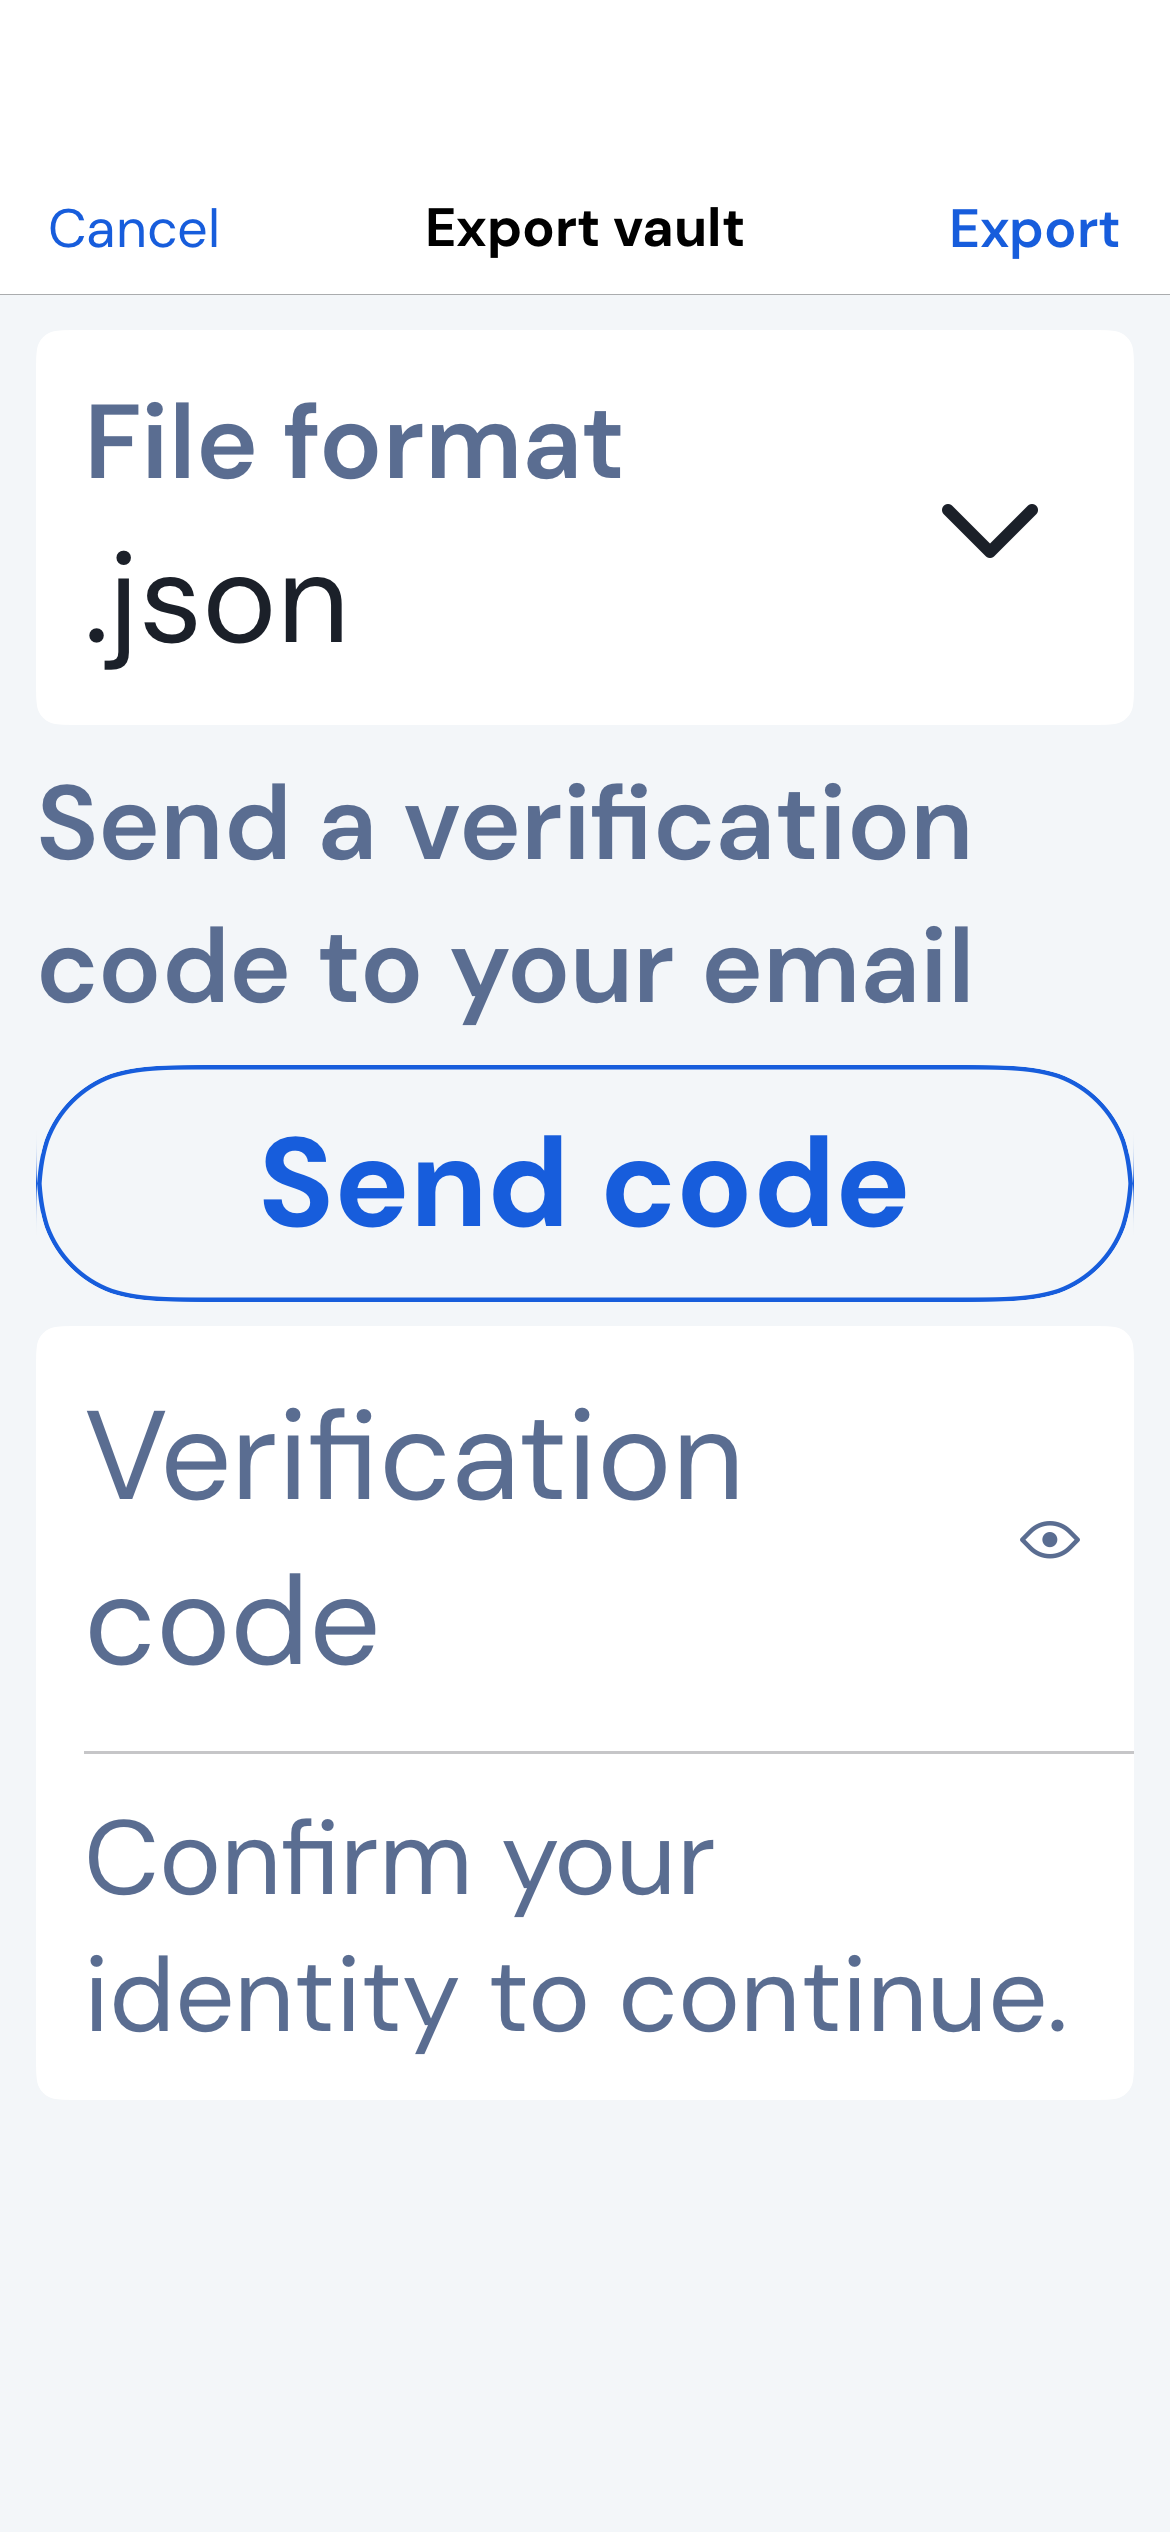 Cancel
Export vault
Export
File format
.json
Send a verification
code to your email
Send code
Verification
code
Confirm your
identity to continue.